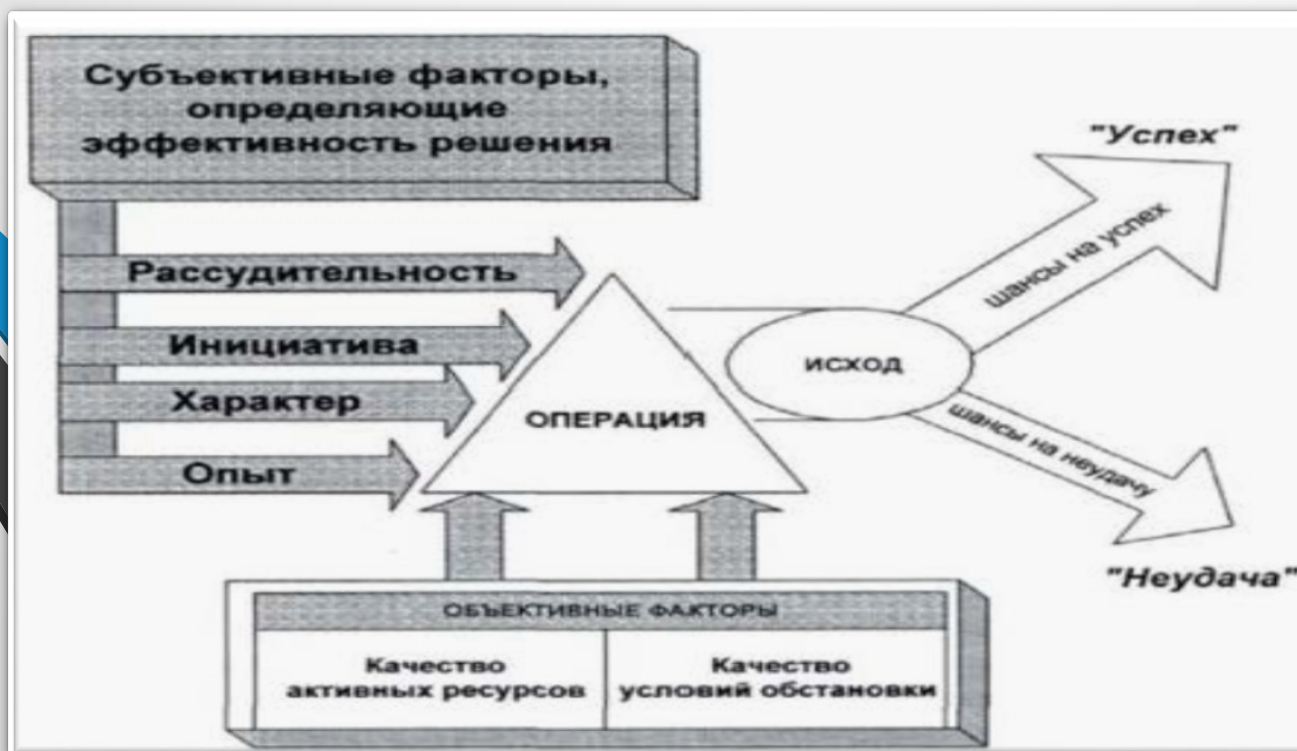 Субъективные факторы,
определяющие
эффективность решения
Рассудительность
Инициатива
Характер
Опыт
ОПЕРАЦИЯ
ИСХОД
"Успех"
шансы на успех
шансы на неудачу
"Неудача"
ОБЪЕКТИВНЫЕ ФАКТОРЫ
Качество
активных ресурсов
Качество
условий обстановки